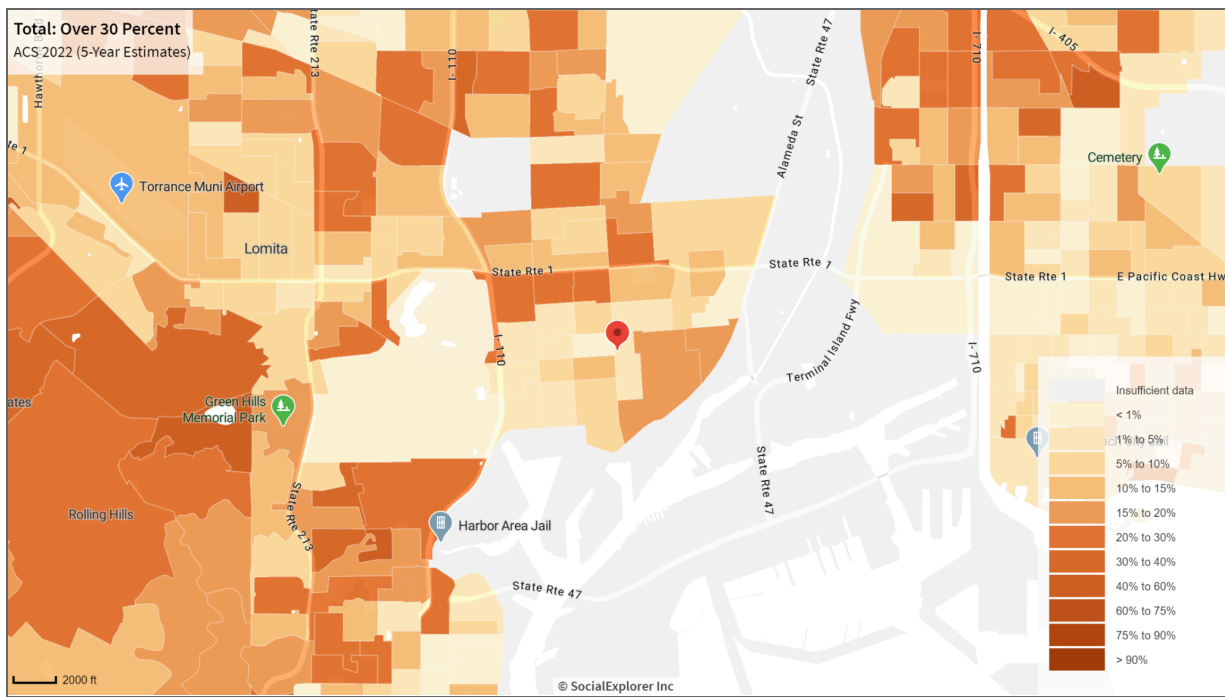 Total: Over 30 Percent
ACS 2022 (5-Year Estimates)
State Rte 213
I- 110
State Rte 47
I- 710
I- 405
Hawthorn
Blvd
Alameda St
te 1
Cemetery
Torrance Muni Airport
Lomita
State Rte 1
State Rte 1
State Rte 1
E Pacific Coast Hw
Terminal Island Fwy
I- 110
I- 710
ates
Green Hills
Memorial Park
State Rte 47
State Rte 213
Rolling Hills
Harbor Area Jail
State Rte 47
Insufficient data
< 1%
1% to 5%
5% to 10%
10% to 15%
15% to 20%
20% to 30%
30% to 40%
40% to 60%
60% to 75%
75% to 90%
> 90%
2000 ft
© SocialExplorer Inc